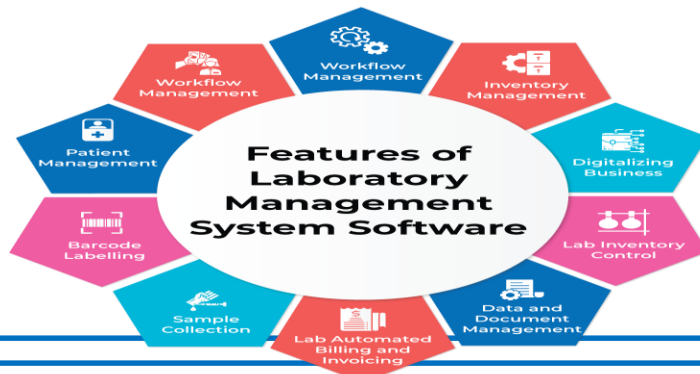 Workflow
Management
Inventory
Management
Digitalizing
Business
Lab Inventory
Control
Data and
Document
Management
Lab Automated
Billing and
Invoicing
Sample
Collection
Barcode
Labelling
Patient
Management
Workflow
Management
Features of
Laboratory
Management
System Software